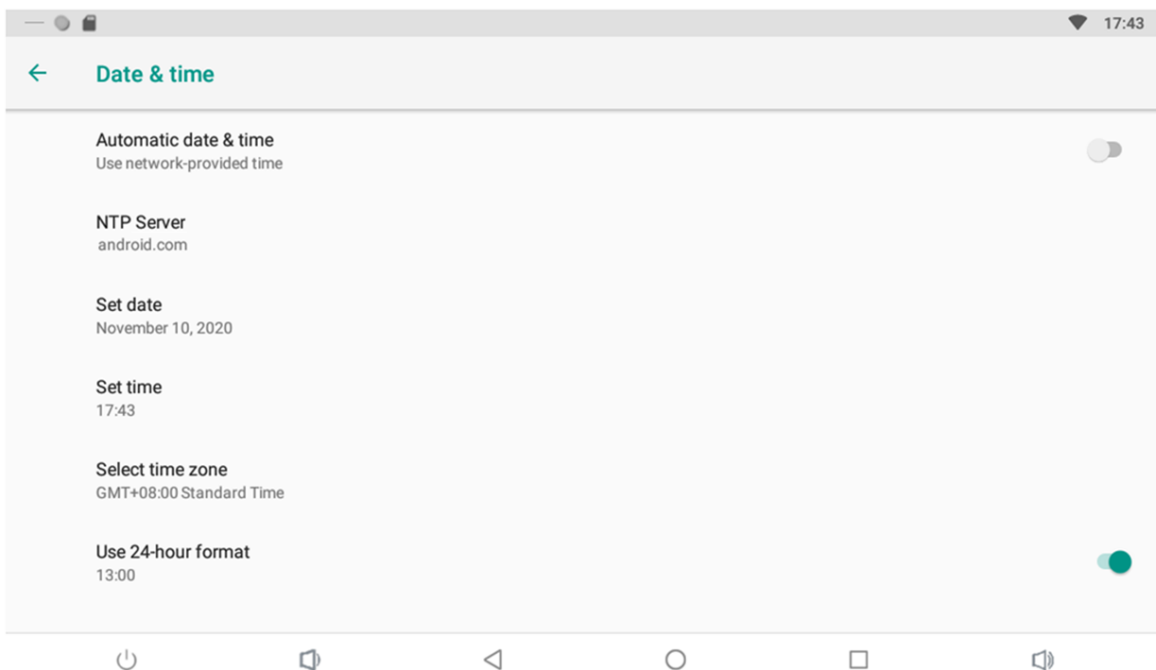 17:43
Date & time
Automatic date & time
Use network-provided time
NTP Server
android.com
Set date
November 10, 2020
Set time
17:43
Select time zone
GMT+08:00 Standard Time
Use 24-hour format
13:00